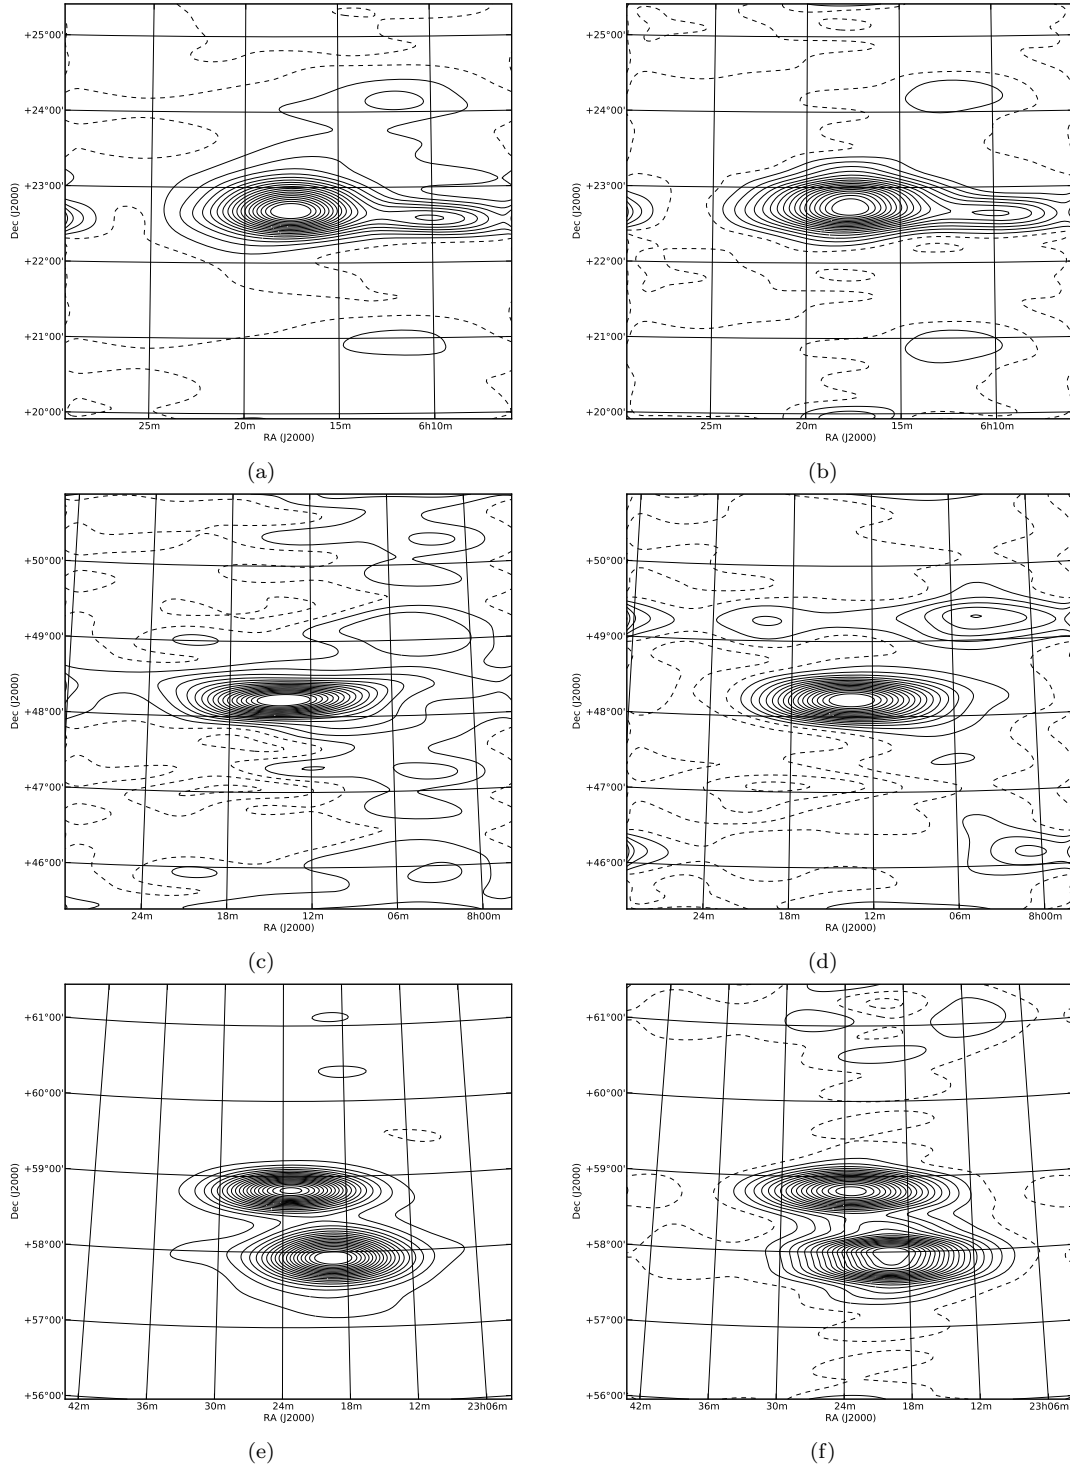 +25°00' +25°00'
+24°00' +24°00'
+23°00' +23°00'
Dec (J2000) Dec (J2000)
+22°00' +22°00'
+21°00' +21°00'
+20°00' +20°00'
25m 20m 15m 6h10m 25m 20m 15m 6h10m
RA (J2000) RA (J2000)
(a) (b)
+50°00' +50°00'
+49°00' +49°00'
Dec (J2000) Dec (J2000)
+48°00' +48°00'
+47°00' +47°00'
+46°00' +46°00'
24m 18m 12m 06m 8h00m 24m 18m 12m 06m 8h00m
RA (J2000) RA (J2000)
(c) (d)
+61°00' +61°00'
+60°00' +60°00'
+59°00' +59°00'
Dec (J2000) Dec (J2000)
+58°00' +58°00'
+57°00' +57°00'
+56°00' +56°00'
42m 36m 30m 24m 18m 12m 23h06m 42m 36m 30m 24m 18m 12m 23h06m
RA (J2000) RA (J2000)
(e) (f)